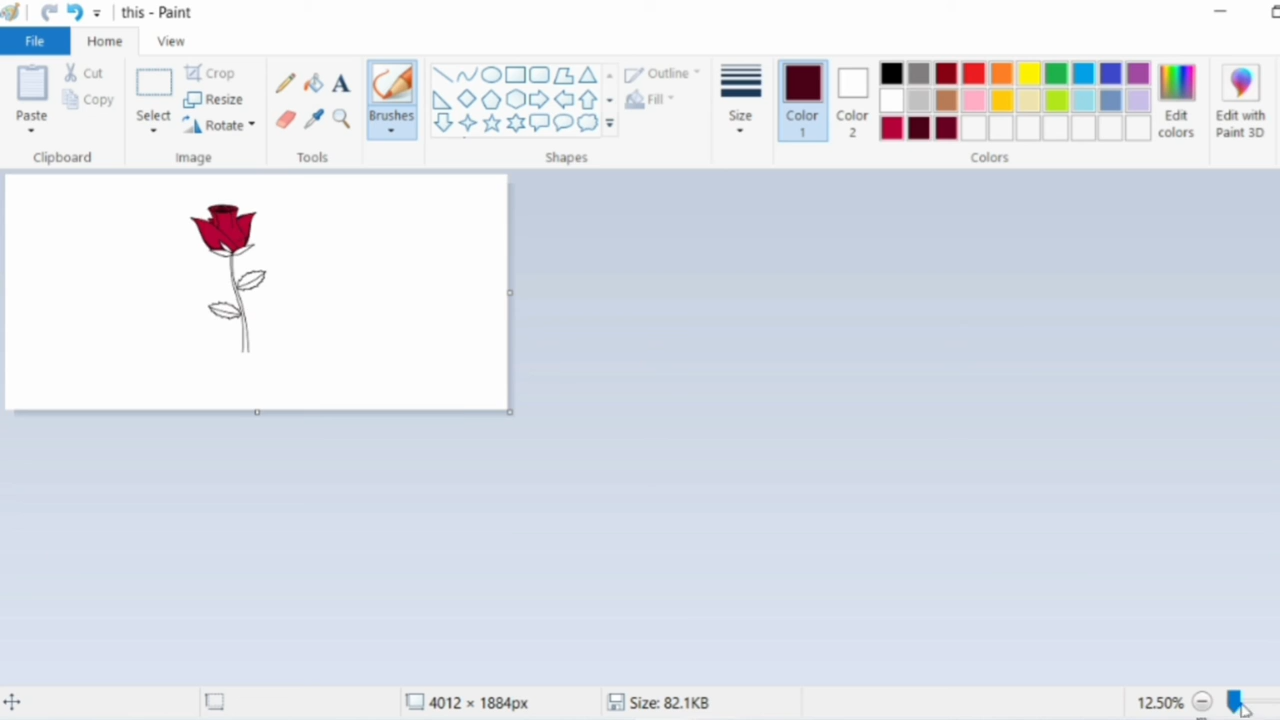 this - Paint
File Home View
Paste
Cut
Copy
Clipboard
Select
Crop
Resize
Rotate
Image
A
Tools
Brushes
Outline
Fill
Shapes
Size
Color
1
Color
2
Edit
colors
Colors
Edit with
Paint 3D
4012 × 1884px
Size: 82.1KB
12.50%